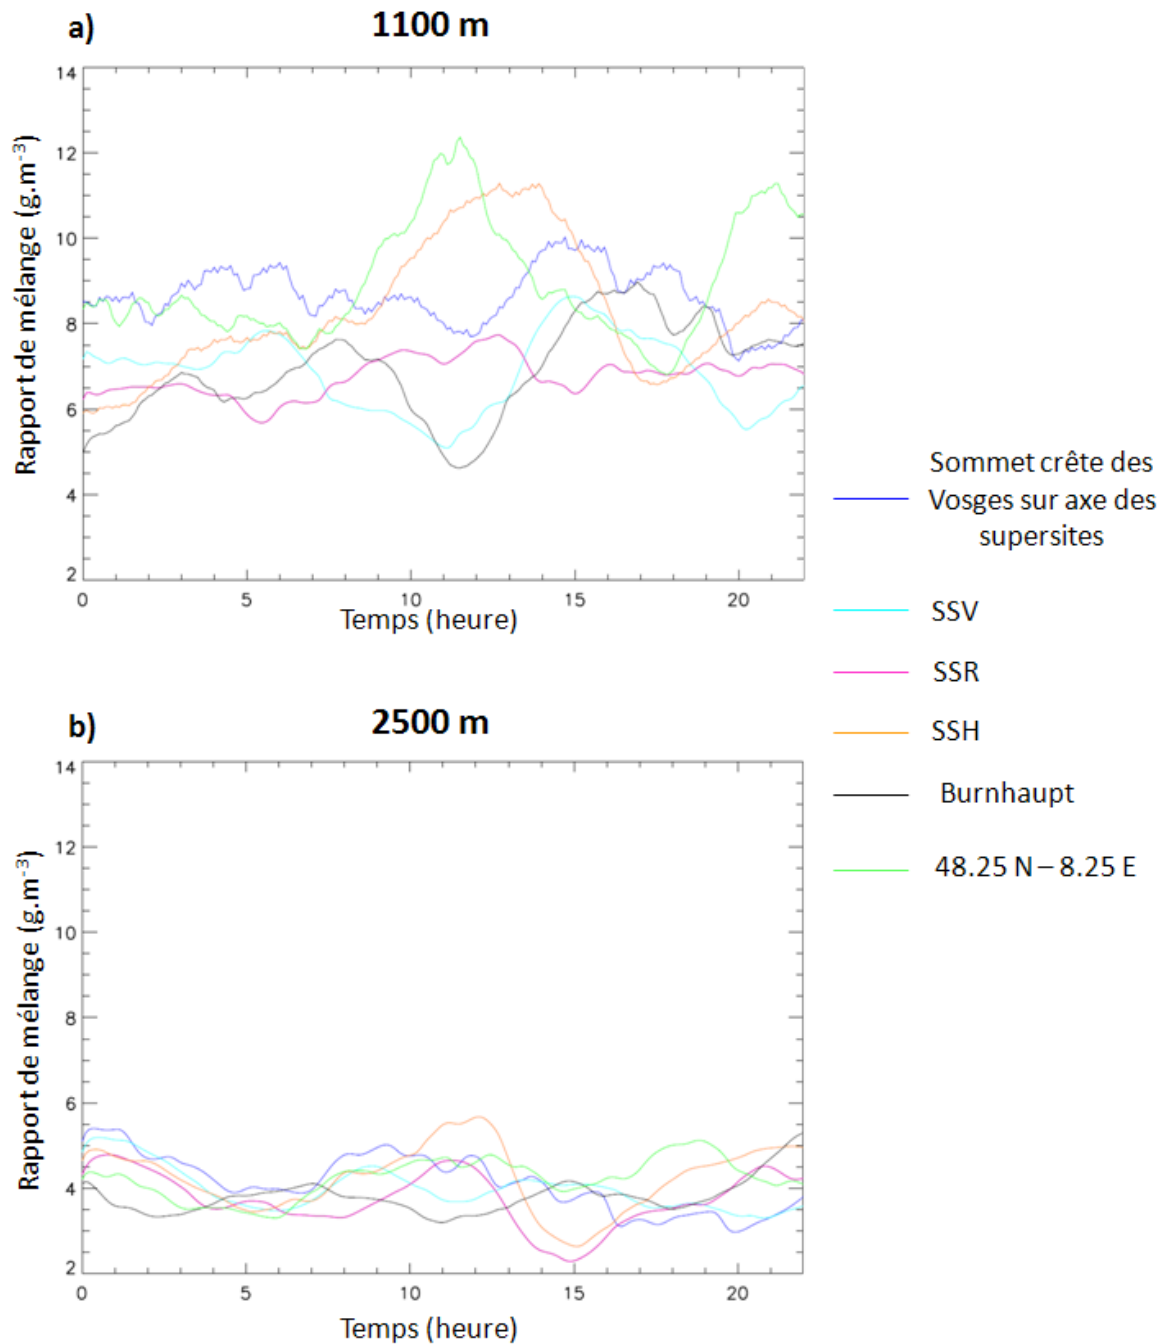 a)
1100 m
14
12
10
8
6
4
2
Rapport de mélange (g.m⁻³)
0 5 10 15 20
Temps (heure)
Sommet crête des
Vosges sur axe des
supersites
SSV
SSR
SSH
Burnhaupt
48.25 N – 8.25 E
b)
2500 m
14
12
10
8
6
4
2
Rapport de mélange (g.m⁻³)
0 5 10 15 20
Temps (heure)